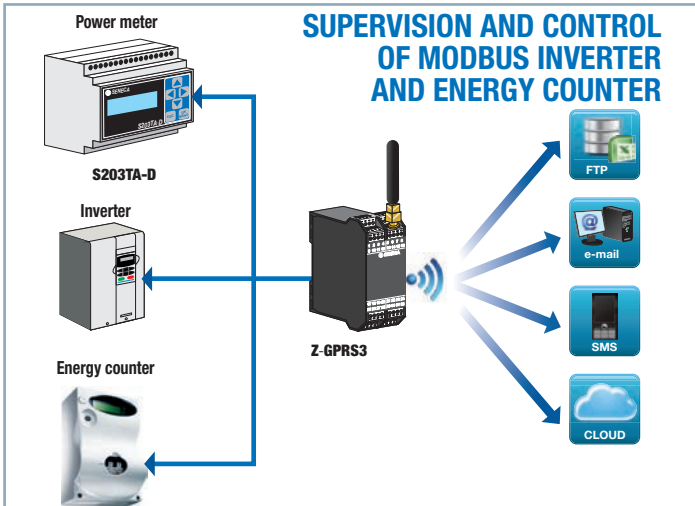 SUPERVISION AND CONTROL
OF MODBUS INVERTER
AND ENERGY COUNTER
Power meter
SENECA
S203TA-D
S203TA-D
Inverter
Energy counter
SENECA
Z-GPRS3
FTP
@
e-mail
SMS
CLOUD